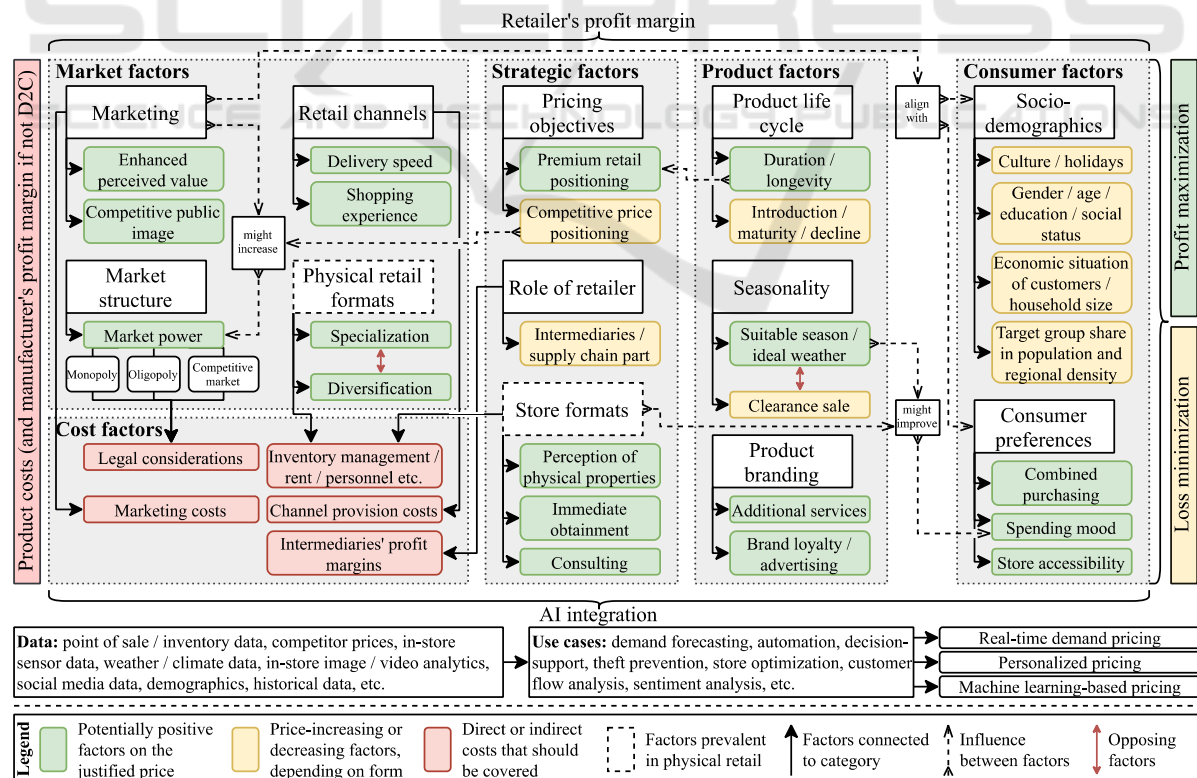 SCITEPRESS
SCIENCE AND TECHNOLOGY PUBLICATIONS
Retailer's profit margin
Product costs (and manufacturer's profit margin if not D2C)
Market factors
Marketing
Enhanced
perceived value
Competitive public
image
Market
structure
Market power
Monopoly
Oligopoly
Competitive
market
Retail channels
Delivery speed
Shopping
experience
might
increase
Physical retail
formats
Specialization
Diversification
Cost factors
Legal considerations
Marketing costs
Inventory management /
rent / personnel etc.
Channel provision costs
Intermediaries' profit
margins
Strategic factors
Pricing
objectives
Premium retail
positioning
Competitive price
positioning
Role of retailer
Intermediaries /
supply chain part
Store formats
Perception of
physical properties
Immediate
obtainment
Consulting
Product factors
Product life
cycle
Duration /
longevity
Introduction /
maturity / decline
Seasonality
Suitable season /
ideal weather
Clearance sale
Product
branding
Additional services
Brand loyalty /
advertising
align
with
might
improve
Consumer factors
Socio-
demographics
Culture / holidays
Gender / age /
education / social
status
Economic situation
of customers /
household size
Target group share
in population and
regional density
Consumer
preferences
Combined
purchasing
Spending mood
Store accessibility
Profit maximization
Loss minimization
AI integration
Data: point of sale / inventory data, competitor prices, in-store
sensor data, weather / climate data, in-store image / video analytics,
social media data, demographics, historical data, etc.
Use cases: demand forecasting, automation, decision-
support, theft prevention, store optimization, customer
flow analysis, sentiment analysis, etc.
Real-time demand pricing
Personalized pricing
Machine learning-based pricing
Legend
Potentially positive
factors on the
justified price
Price-increasing or
decreasing factors,
depending on form
Direct or indirect
costs that should
be covered
Factors prevalent
in physical retail
Factors connected
to category
Influence
between factors
Opposing
factors